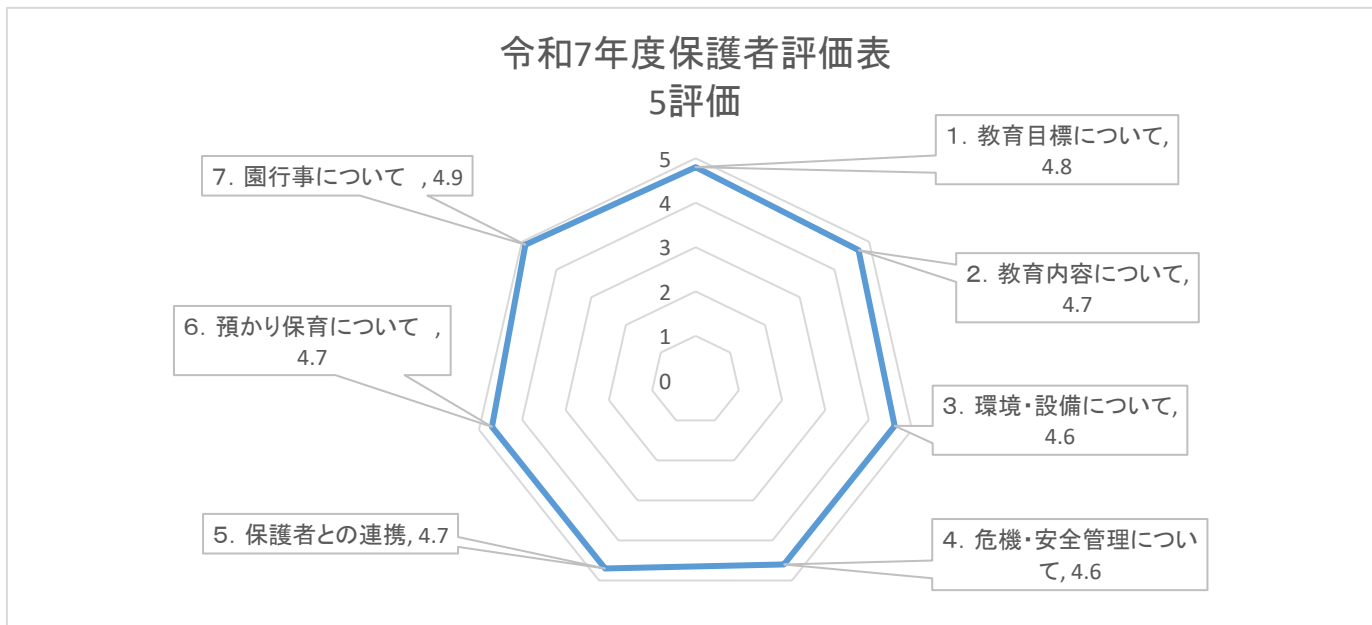 令和7年度保護者評価表
5評価
1．教育目標について,
4.8
2．教育内容について,
4.7
3．環境・設備について,
4.6
4．危機・安全管理につい
て, 4.6
5．保護者との連携, 4.7
6．預かり保育について ,
4.7
7．園行事について , 4.9
5
4
3
2
1
0